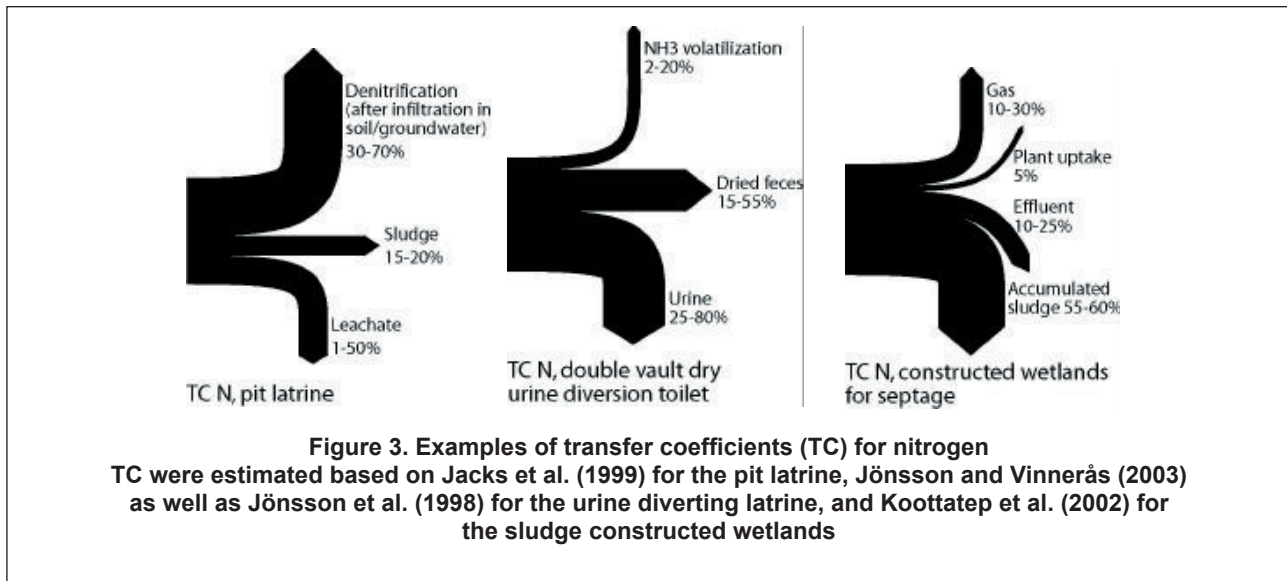 Denitrification
(after infiltration in
soil/groundwater)
30-70%
Sludge
15-20%
Leachate
1-50%
TC N, pit latrine
NH3 volatilization
2-20%
Dried feces
15-55%
Urine
25-80%
TC N, double vault dry
urine diversion toilet
Gas
10-30%
Plant uptake
5%
Effluent
10-25%
Accumulated
sludge 55-60%
TC N, constructed wetlands
for septage
Figure 3. Examples of transfer coefficients (TC) for nitrogen
TC were estimated based on Jacks et al. (1999) for the pit latrine, Jönsson and Vinnerås (2003)
as well as Jönsson et al. (1998) for the urine diverting latrine, and Koottatep et al. (2002) for
the sludge constructed wetlands